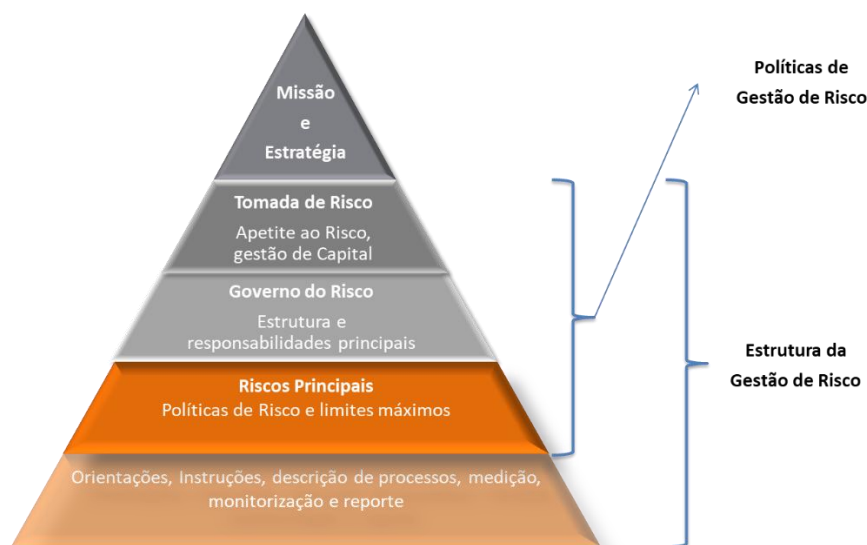 Missão
e
Estratégia
Tomada de Risco
Apetite ao Risco,
gestão de Capital
Governo do Risco
Estrutura e
responsabilidades principais
Riscos Principais
Políticas de Risco e limites máximos
Orientações, Instruções, descrição de processos, medição,
monitorização e reporte
Políticas de
Gestão de Risco
Estrutura da
Gestão de Risco